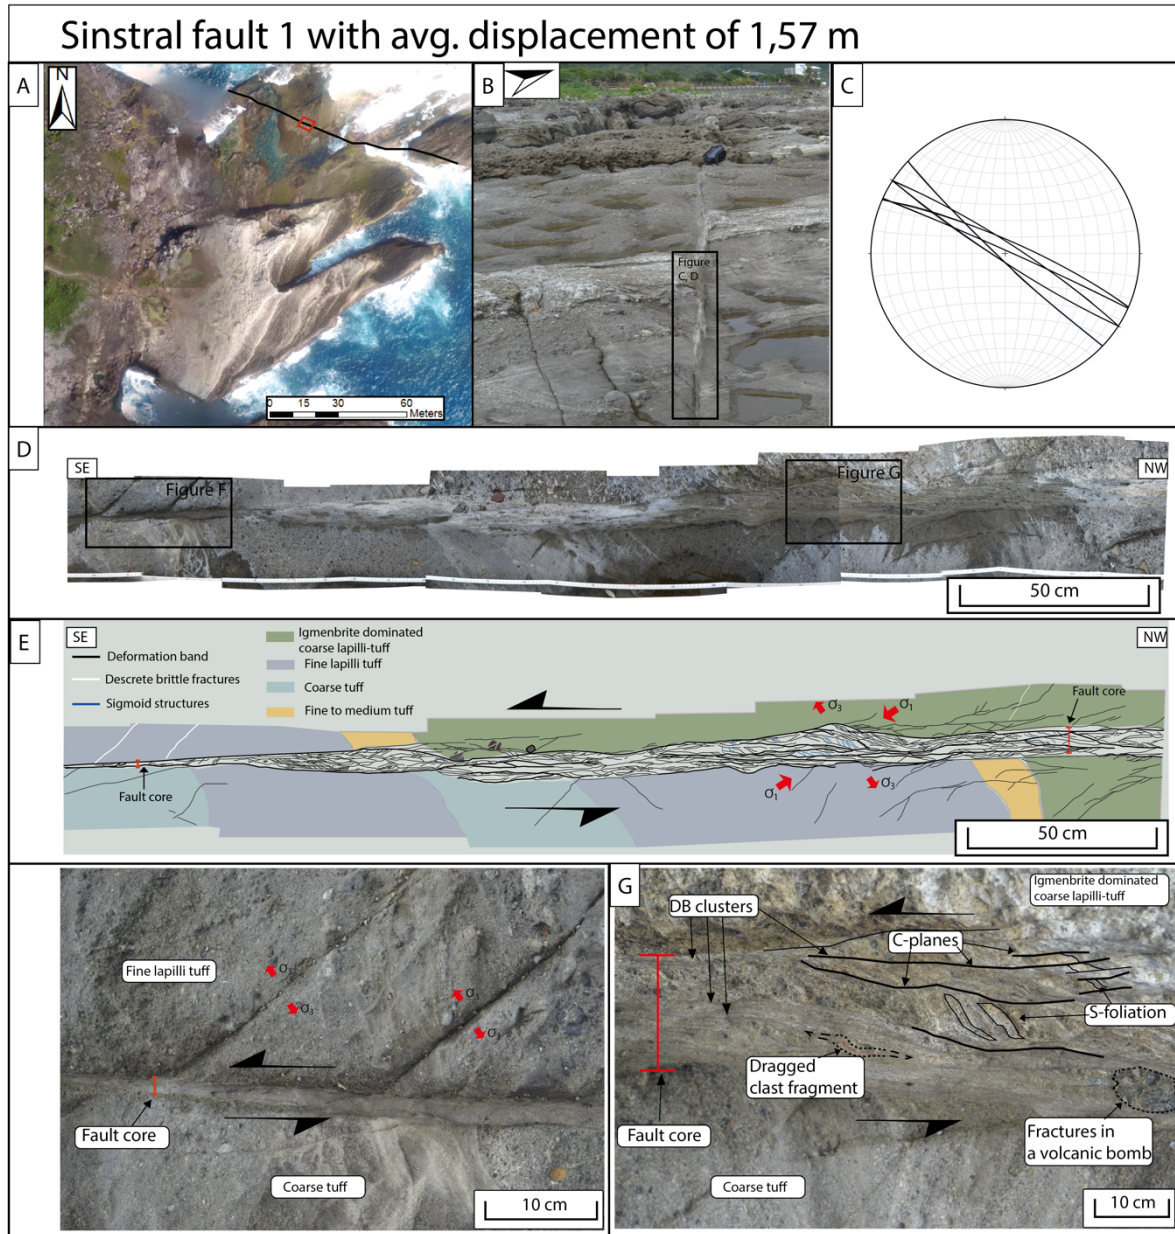 Sinstral fault 1 with avg. displacement of 1,57 m
A
N
0 15 30 60
Meters
B
Figure
C, D
C
D
SE
Figure F
Figure G
NW
50 cm
E
SE
Deformation band
Descrete brittle fractures
Sigmoid structures
Igmenbrite dominated
coarse lapilli-tuff
Fine lapilli tuff
Coarse tuff
Fine to medium tuff
NW
Fault core
σ3
σ1
Fault core
σ1
σ3
50 cm
Fine lapilli tuff
σ3
σ3
σ3
σ3
Fault core
Coarse tuff
10 cm
G
Igmenbrite dominated
coarse lapilli-tuff
DB clusters
C-planes
S-foliation
Dragged
clast fragment
Fault core
Fractures in
a volcanic bomb
Coarse tuff
10 cm